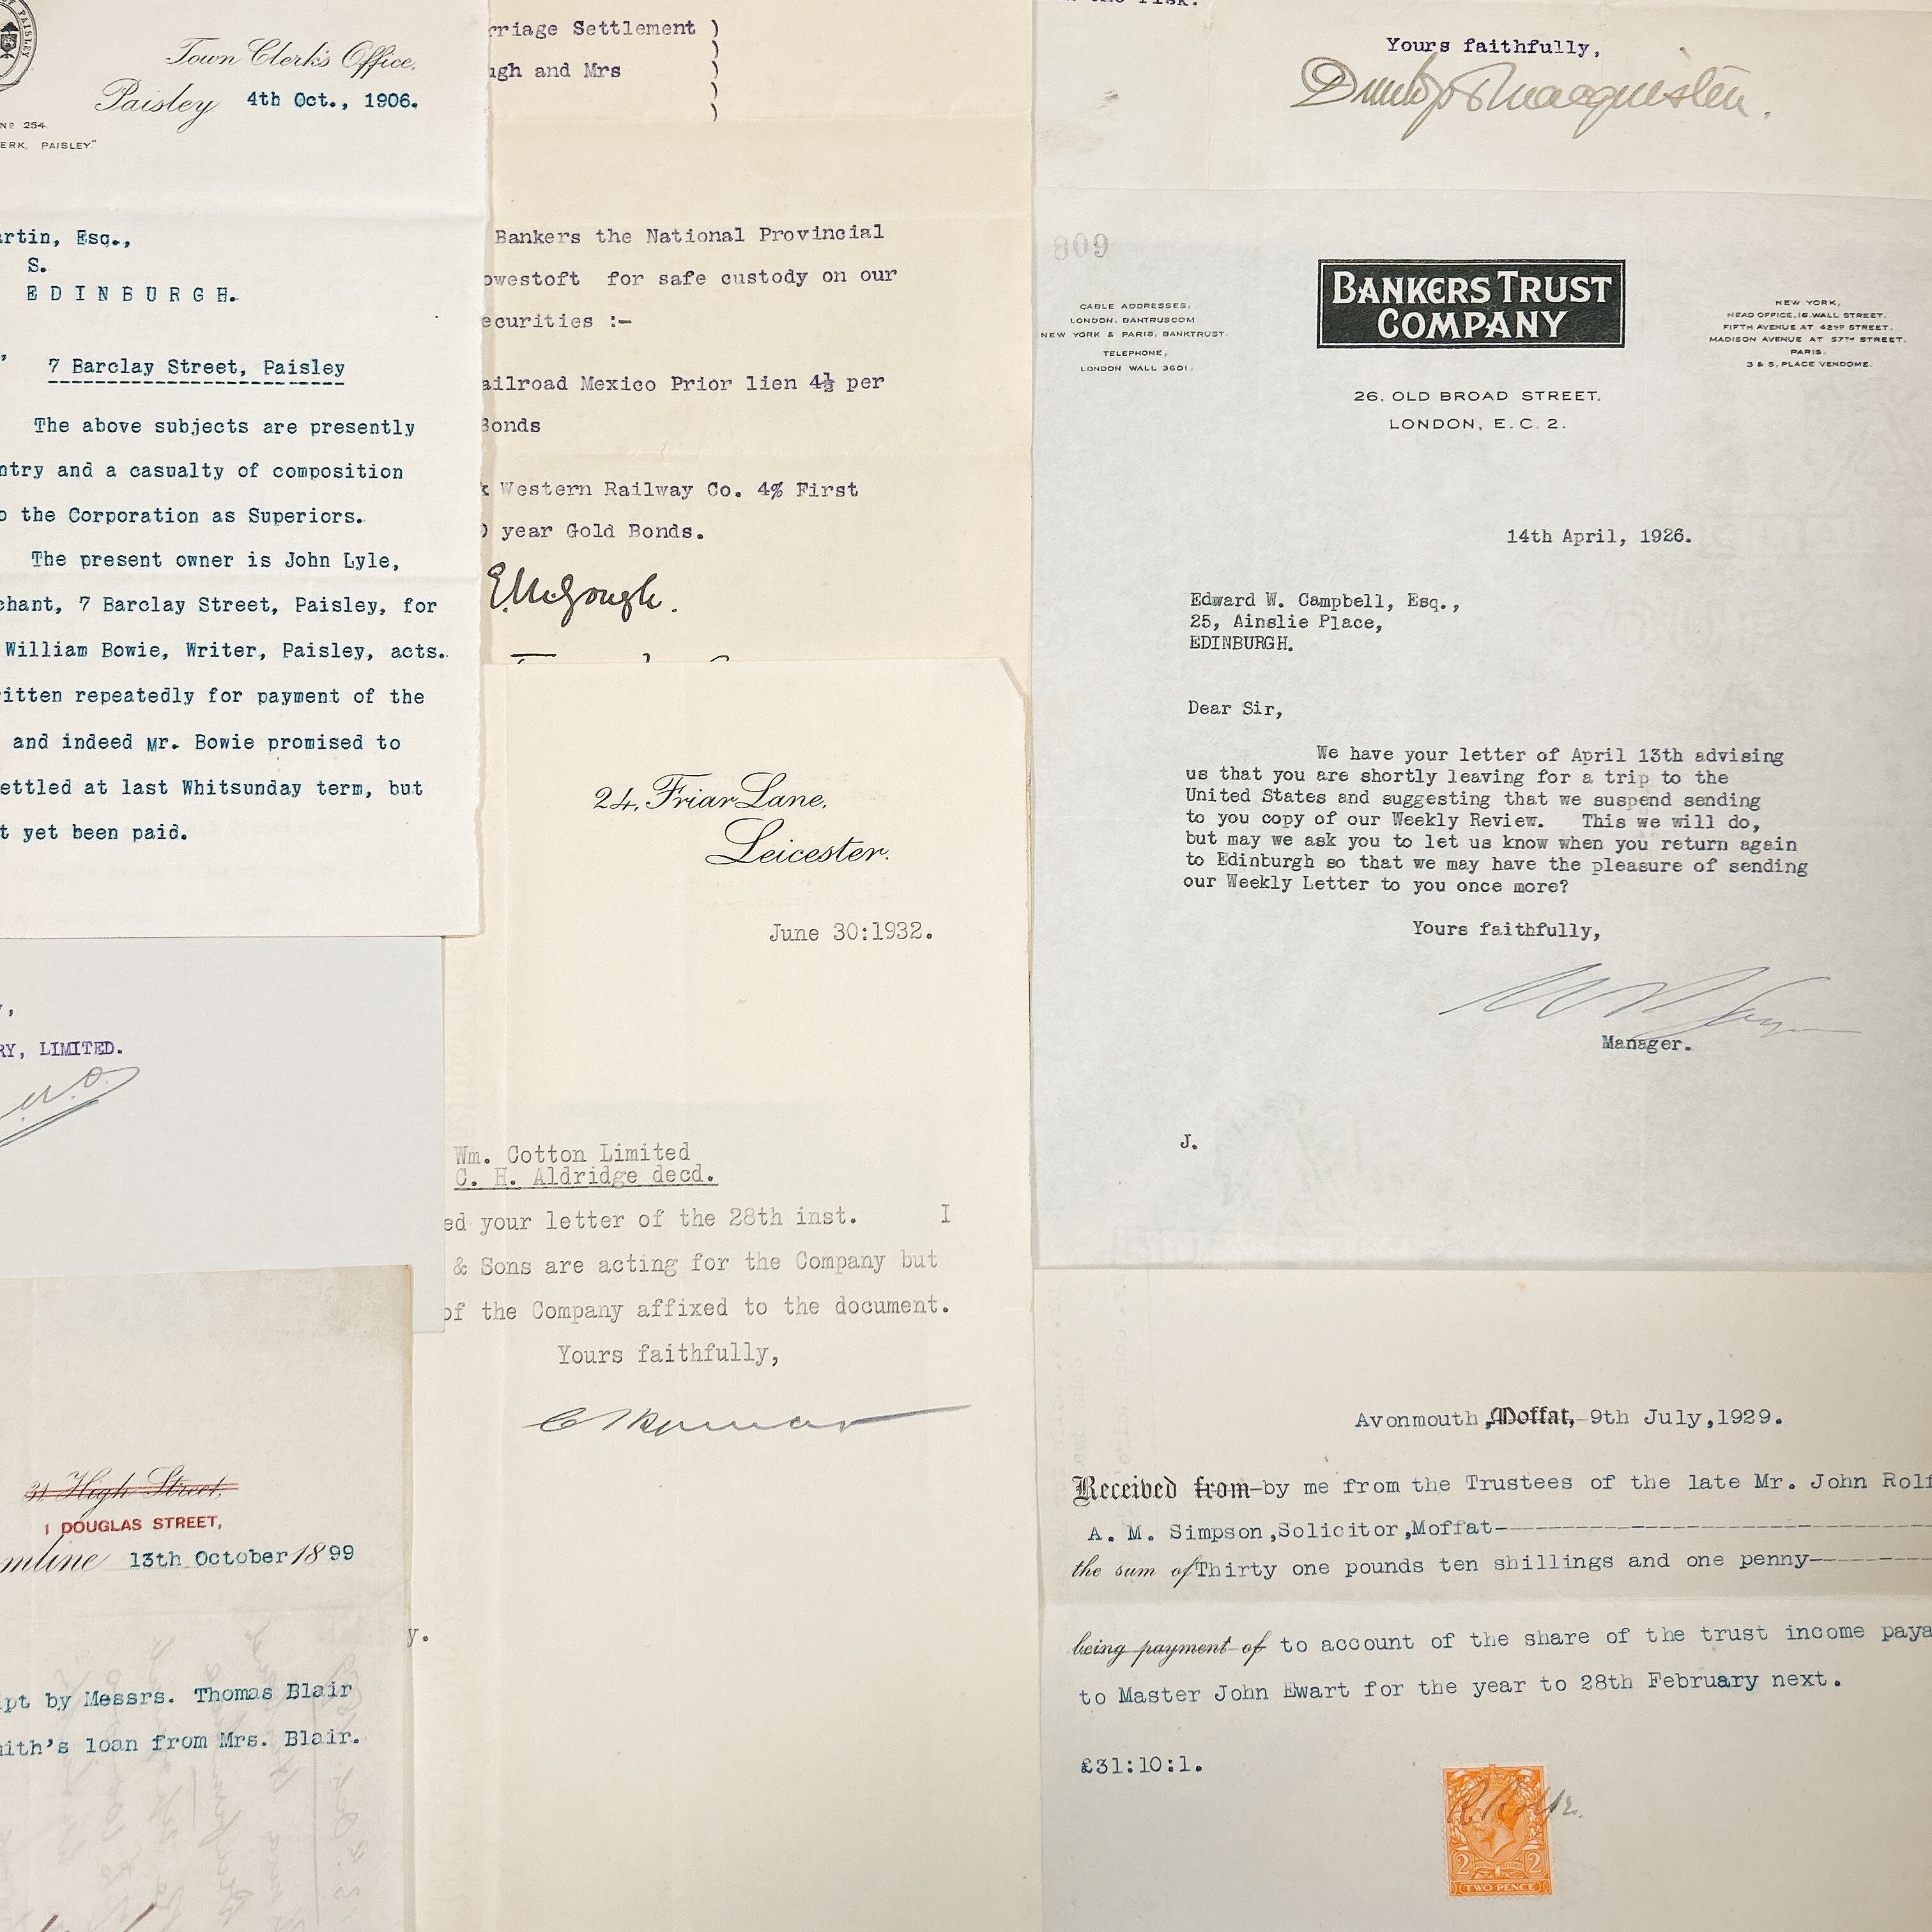 PAISLEY
Town Clerk's Office,
Paisley 4th Oct., 1906.
Nº 254.
ERK, PAISLEY."
artin, Esq.,
S.
EDINBURGH.
7 Barclay Street, Paisley
The above subjects are presently
ntry and a casualty of composition
o the Corporation as Superiors.
The present owner is John Lyle,
chant, 7 Barclay Street, Paisley, for
William Bowie, Writer, Paisley, acts.
ritten repeatedly for payment of the
and indeed Mr. Bowie promised to
ettled at last Whitsunday term, but
t yet been paid.
RY, LIMITED.
31, High Street,
1 DOUGLAS STREET,
mline 13th October 1899
y.
ipt by Messrs. Thomas Blair
mith's loan from Mrs. Blair.
rriage Settlement )
ugh and Mrs )
)
)
Bankers the National Provincial
owestoft for safe custody on our
ecurities :-
ailroad Mexico Prior lien 4½ per
Bonds
k Western Railway Co. 4% First
0 year Gold Bonds.
E. McGough.
24, Friar Lane,
Leicester.
June 30:1932.
Wm. Cotton Limited
C. H. Aldridge decd.
ed your letter of the 28th inst. I
& Sons are acting for the Company but
of the Company affixed to the document.
Yours faithfully,
the risk.
Yours faithfully,
Dunlop Macquisten.
809
BANKERS TRUST
COMPANY
CABLE ADDRESSES,
LONDON, BANTRUSCOM
NEW YORK & PARIS, BANKTRUST.
TELEPHONE,
LONDON WALL 3601.
NEW YORK,
HEAD OFFICE, 16, WALL STREET.
FIFTH AVENUE AT 42ND STREET.
MADISON AVENUE AT 57TH STREET.
PARIS.
3 & 5, PLACE VENDOME.
26, OLD BROAD STREET,
LONDON, E.C.2.
14th April, 1926.
Edward W. Campbell, Esq.,
25, Ainslie Place,
EDINBURGH.
Dear Sir,
We have your letter of April 13th advising
us that you are shortly leaving for a trip to the
United States and suggesting that we suspend sending
to you copy of our Weekly Review. This we will do,
but may we ask you to let us know when you return again
to Edinburgh so that we may have the pleasure of sending
our Weekly Letter to you once more?
Yours faithfully,
Manager.
J.
Avonmouth, Moffat, 9th July, 1929.
Received from by me from the Trustees of the late Mr. John Rolf
A. M. Simpson, Solicitor, Moffat
the sum of Thirty one pounds ten shillings and one penny
being payment of to account of the share of the trust income paya
to Master John Ewart for the year to 28th February next.
£31:10:1.
R. Rolfe.
2 2
TWO PENCE